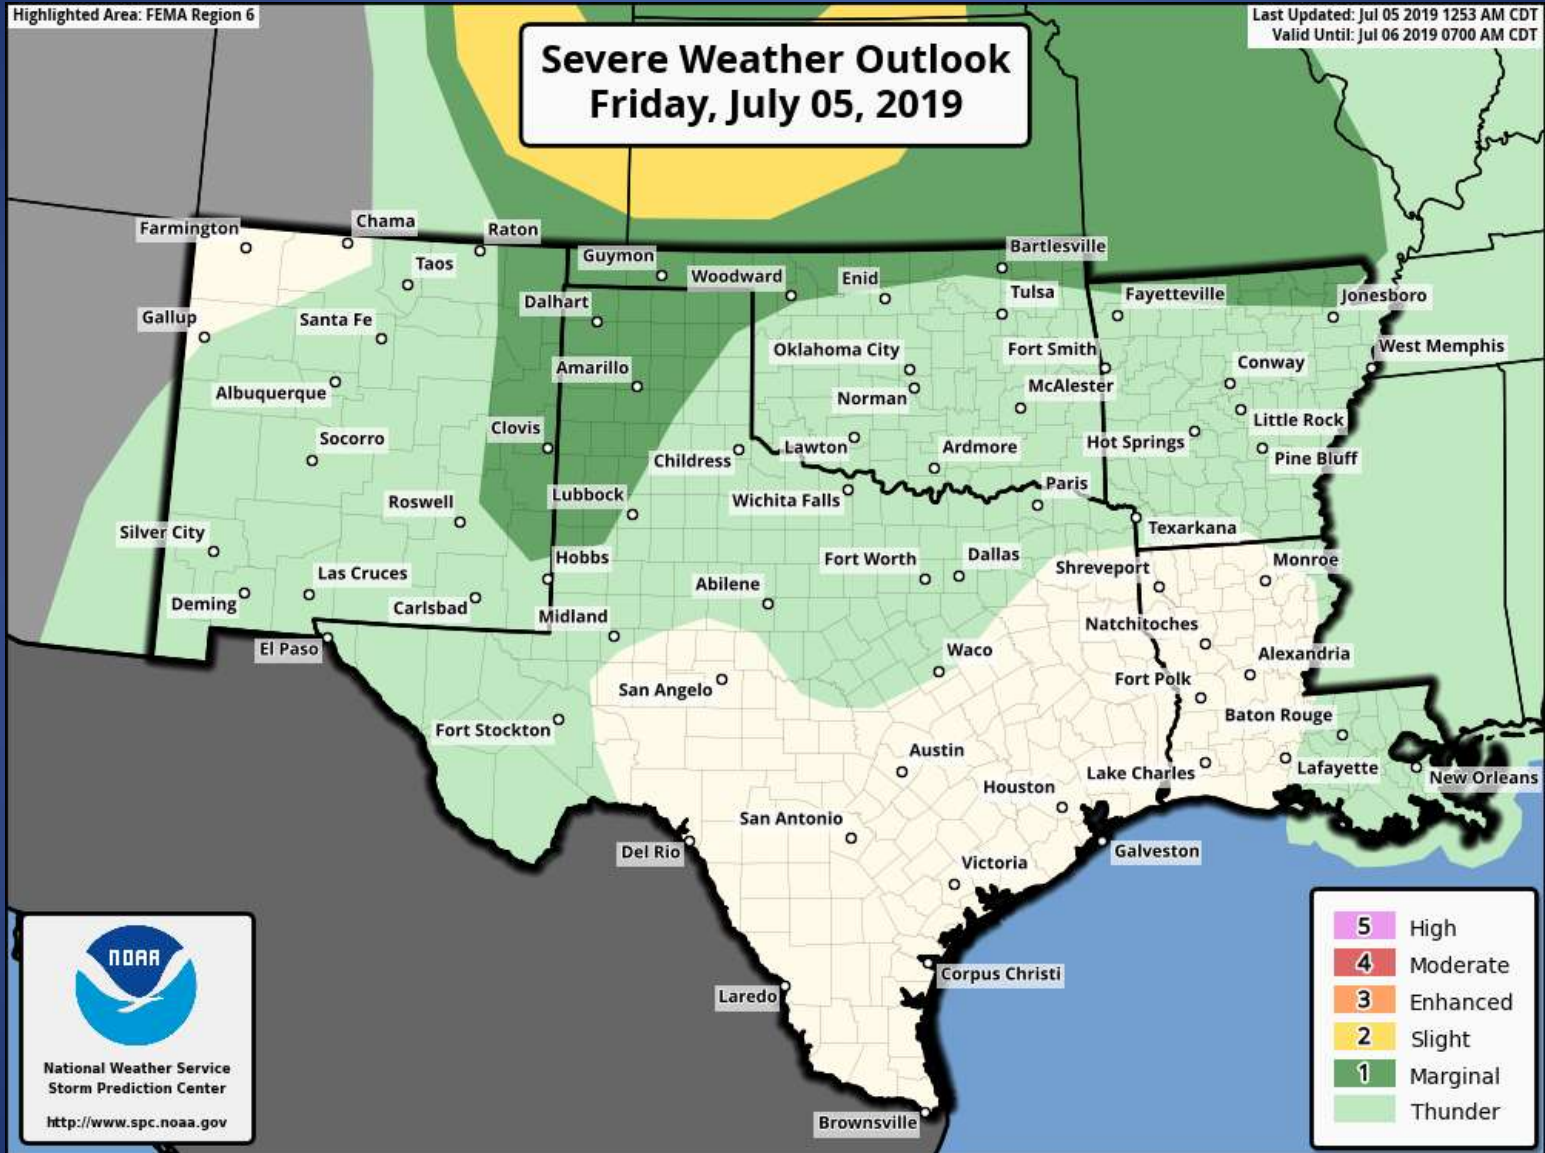 Highlighted Area: FEMA Region 6
Last Updated: Jul 05 2019 1253 AM CDT
Valid Until: Jul 06 2019 0700 AM CDT
Severe Weather Outlook
Friday, July 05, 2019
Farmington
Chama
Raton
Taos
Guymon
Woodward
Enid
Bartlesville
Gallup
Santa Fe
Dalhart
Tulsa
Fayetteville
Jonesboro
Albuquerque
Amarillo
Oklahoma City
Fort Smith
Conway
West Memphis
Norman
McAlester
Little Rock
Socorro
Clovis
Childress
Lawton
Ardmore
Hot Springs
Pine Bluff
Roswell
Lubbock
Wichita Falls
Paris
Texarkana
Silver City
Hobbs
Fort Worth
Dallas
Shreveport
Monroe
Deming
Las Cruces
Carlsbad
Abilene
Midland
Natchitoches
El Paso
Waco
Alexandria
San Angelo
Fort Polk
Fort Stockton
Baton Rouge
Austin
Lake Charles
Lafayette
New Orleans
Houston
San Antonio
Del Rio
Galveston
Victoria
Corpus Christi
Laredo
Brownsville
NOAA
National Weather Service
Storm Prediction Center
http://www.spc.noaa.gov
5 High
4 Moderate
3 Enhanced
2 Slight
1 Marginal
Thunder